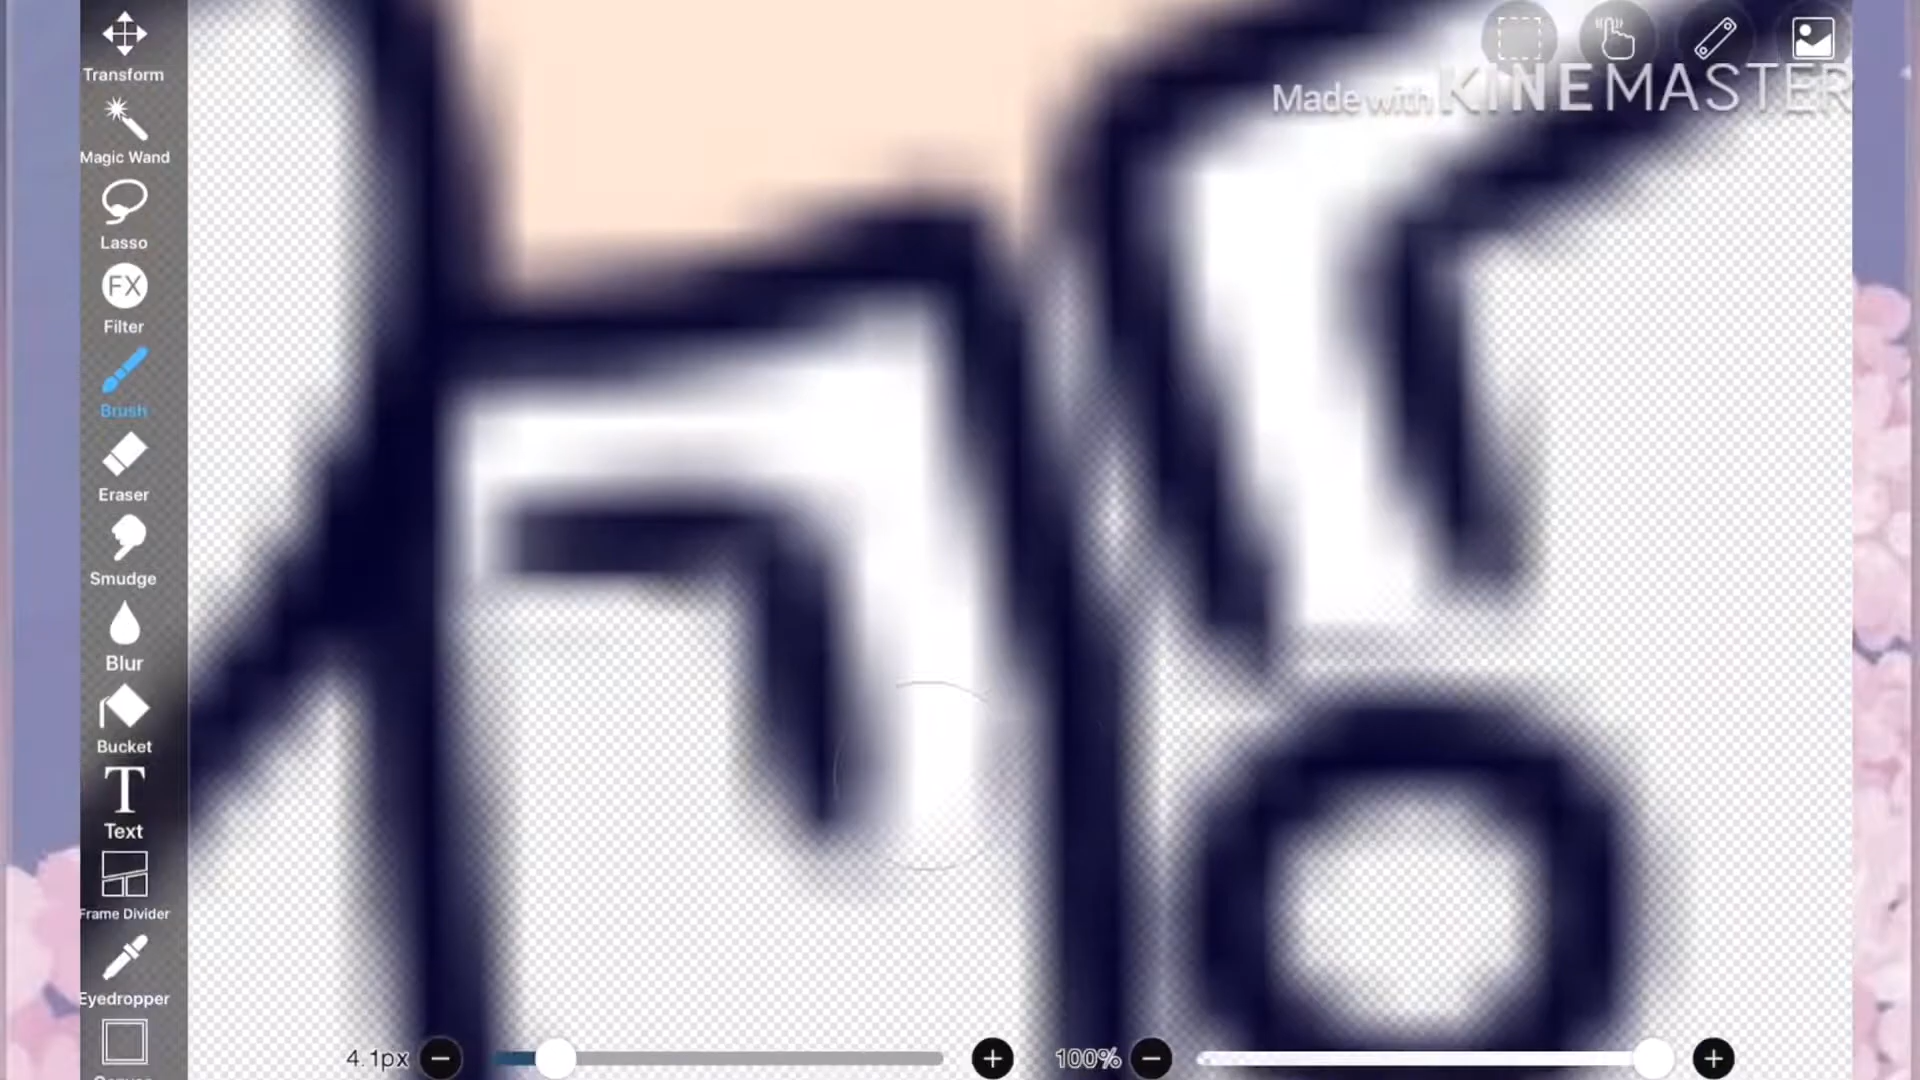 Transform
Made with KINEMASTER
Magic Wand
Lasso
FX
Filter
Brush
Eraser
Smudge
Blur
Bucket
T
Text
Frame Divider
Eyedropper
4.1px
100%
Canvas